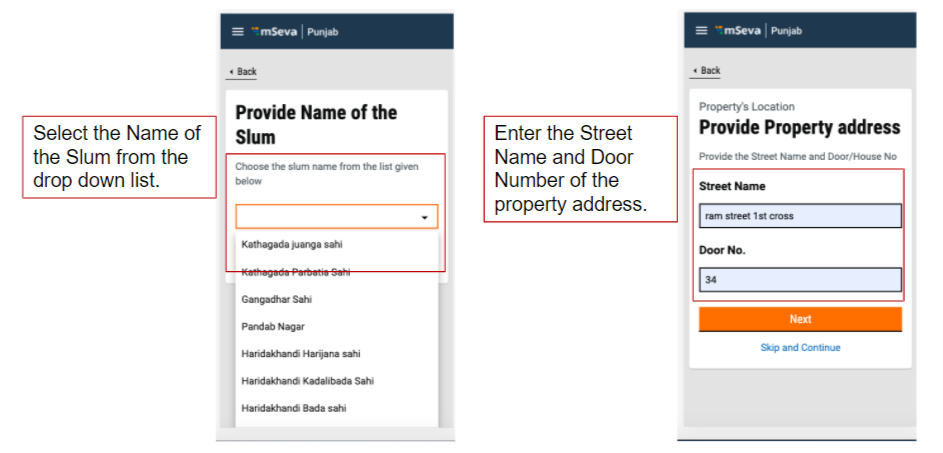 Select the Name of
the Slum from the
drop down list.
mSeva | Punjab
Back
Provide Name of the
Slum
Choose the slum name from the list given
below
Kathagada juanga sahi
Kathagada Parbatia Sahi
Gangadhar Sahi
Pandab Nagar
Haridakhandi Harijana sahi
Haridakhandi Kadalibada Sahi
Haridakhandi Bada sahi
Enter the Street
Name and Door
Number of the
property address.
mSeva | Punjab
Back
Property's Location
Provide Property address
Provide the Street Name and Door/House No
Street Name
ram street 1st cross
Door No.
34
Next
Skip and Continue